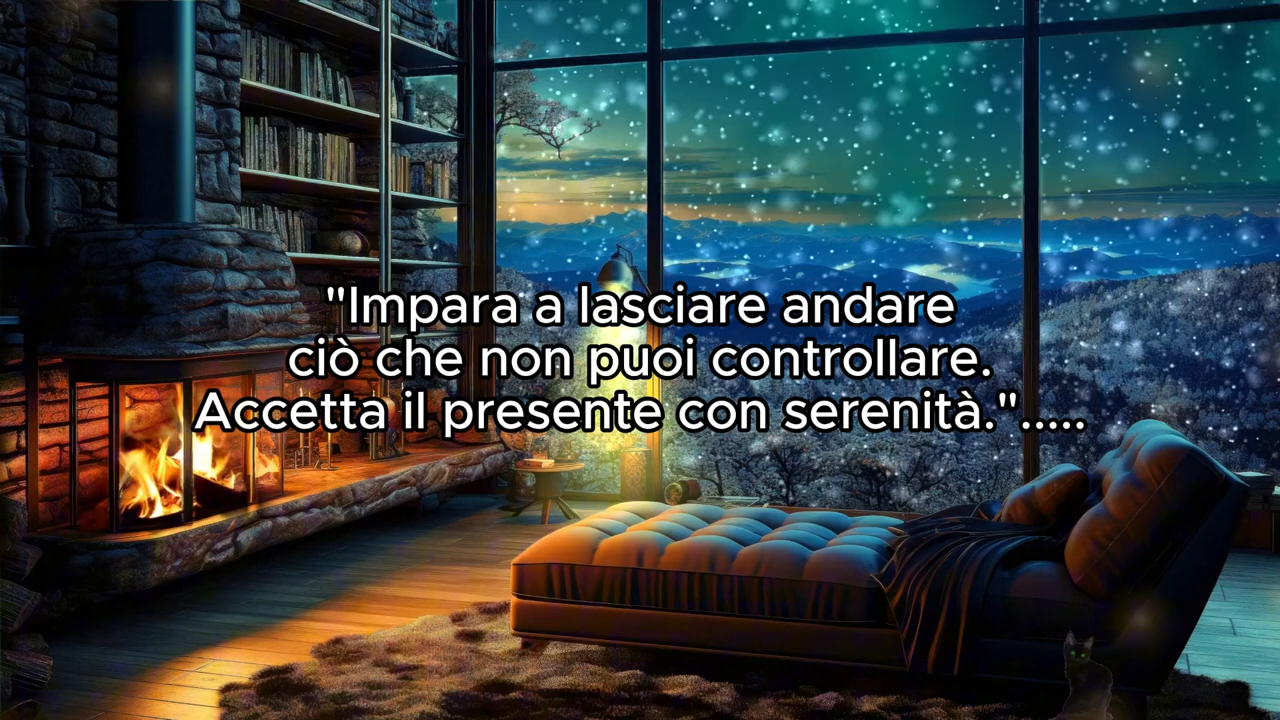 "Impara a lasciare andare
ciò che non puoi controllare.
Accetta il presente con serenità.".....